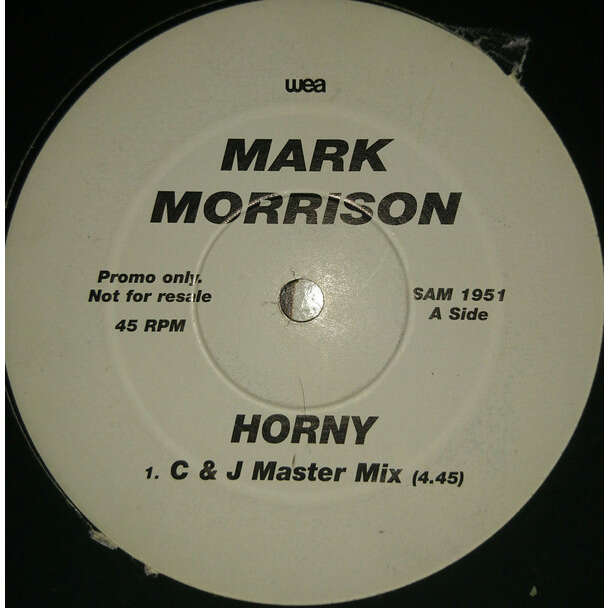 wea
MARK
MORRISON
Promo only.
Not for resale
45 RPM
SAM 1951
A Side
HORNY
1. C & J Master Mix (4.45)